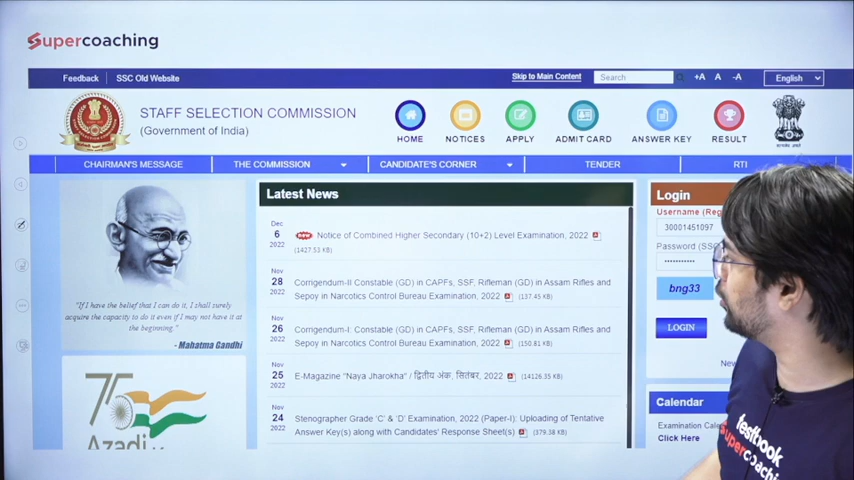 Supercoaching
Feedback
SSC Old Website
Skip to Main Content
Search
+A A -A
English
STAFF SELECTION COMMISSION
(Government of India)
HOME
NOTICES
APPLY
ADMIT CARD
ANSWER KEY
RESULT
CHAIRMAN'S MESSAGE
THE COMMISSION
CANDIDATE'S CORNER
TENDER
RTI
"If I have the belief that I can do it, I shall surely
acquire the capacity to do it even if I may not have it at
the beginning."
- Mahatma Gandhi
75
Azadi
Latest News
Dec
6
2022
new
Notice of Combined Higher Secondary (10+2) Level Examination, 2022
(1427.53 KB)
Nov
28
2022
Corrigendum-II Constable (GD) in CAPFs, SSF, Rifleman (GD) in Assam Rifles and
Sepoy in Narcotics Control Bureau Examination, 2022 (137.45 KB)
Nov
26
2022
Corrigendum-I: Constable (GD) in CAPFs, SSF, Rifleman (GD) in Assam Rifles and
Sepoy in Narcotics Control Bureau Examination, 2022 (150.81 KB)
Nov
25
2022
E-Magazine "Naya Jharokha" / द्वितीय अंक, सितंबर, 2022 (14126.35 KB)
Nov
24
2022
Stenographer Grade 'C' & 'D' Examination, 2022 (Paper-I): Uploading of Tentative
Answer Key(s) along with Candidates' Response Sheet(s) (379.38 KB)
Login
Username (Reg
30001451097
Password (SSC
bng33
LOGIN
New
Calendar
Examination Cale
Click Here
testbook
supercoachi